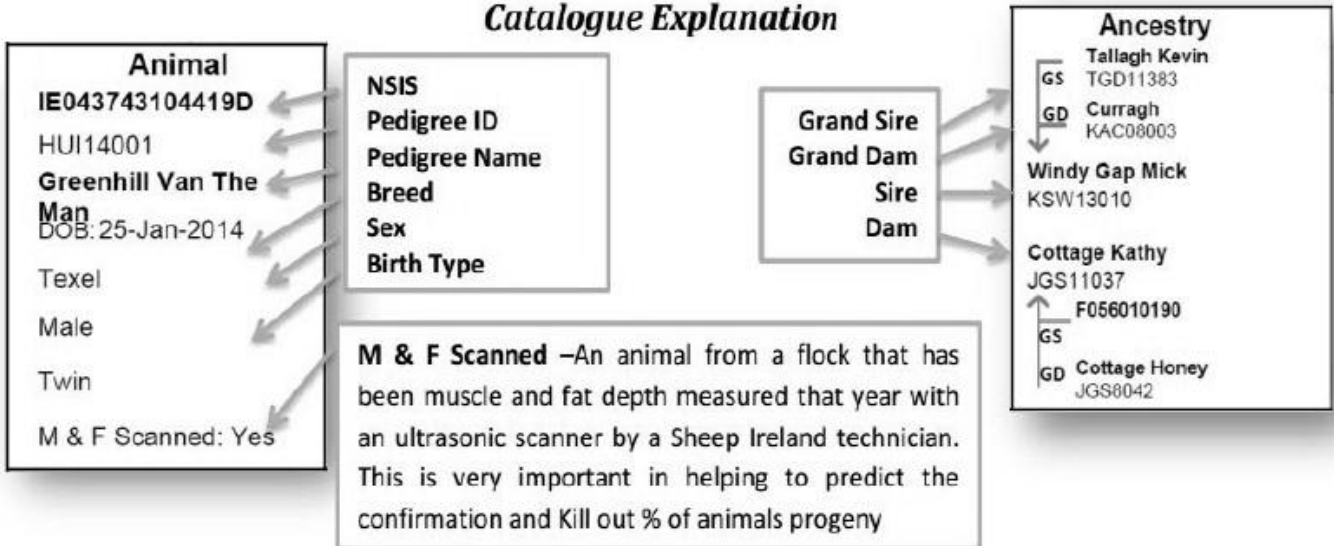 Catalogue Explanation
Animal
IE043743104419D
HUI14001
Greenhill Van The
Man
DOB: 25-Jan-2014
Texel
Male
Twin
M & F Scanned: Yes
NSIS
Pedigree ID
Pedigree Name
Breed
Sex
Birth Type
M & F Scanned –An animal from a flock that has
been muscle and fat depth measured that year with
an ultrasonic scanner by a Sheep Ireland technician.
This is very important in helping to predict the
confirmation and Kill out % of animals progeny
Grand Sire
Grand Dam
Sire
Dam
Ancestry
Tallagh Kevin
GS TGD11383
GD Curragh
KAC08003
Windy Gap Mick
KSW13010
Cottage Kathy
JGS11037
F056010190
GS
GD Cottage Honey
JGS8042